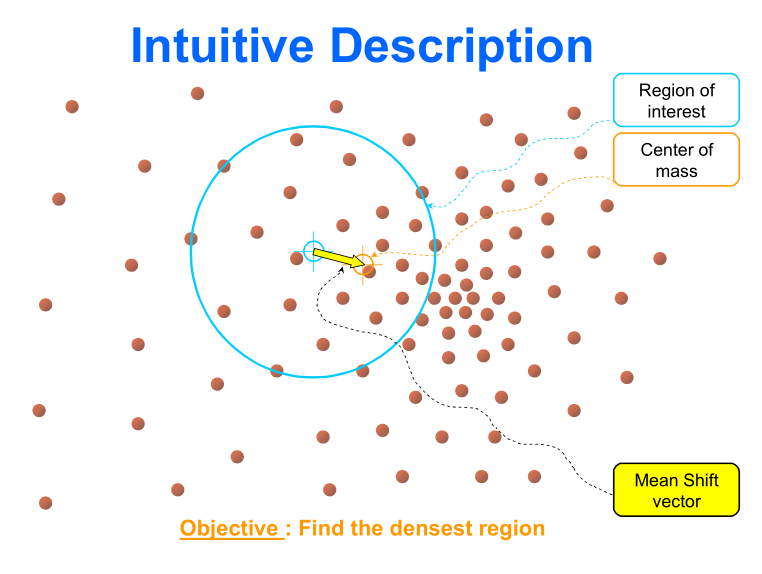 Intuitive Description
Region of
interest
Center of
mass
Mean Shift
vector
Objective : Find the densest region